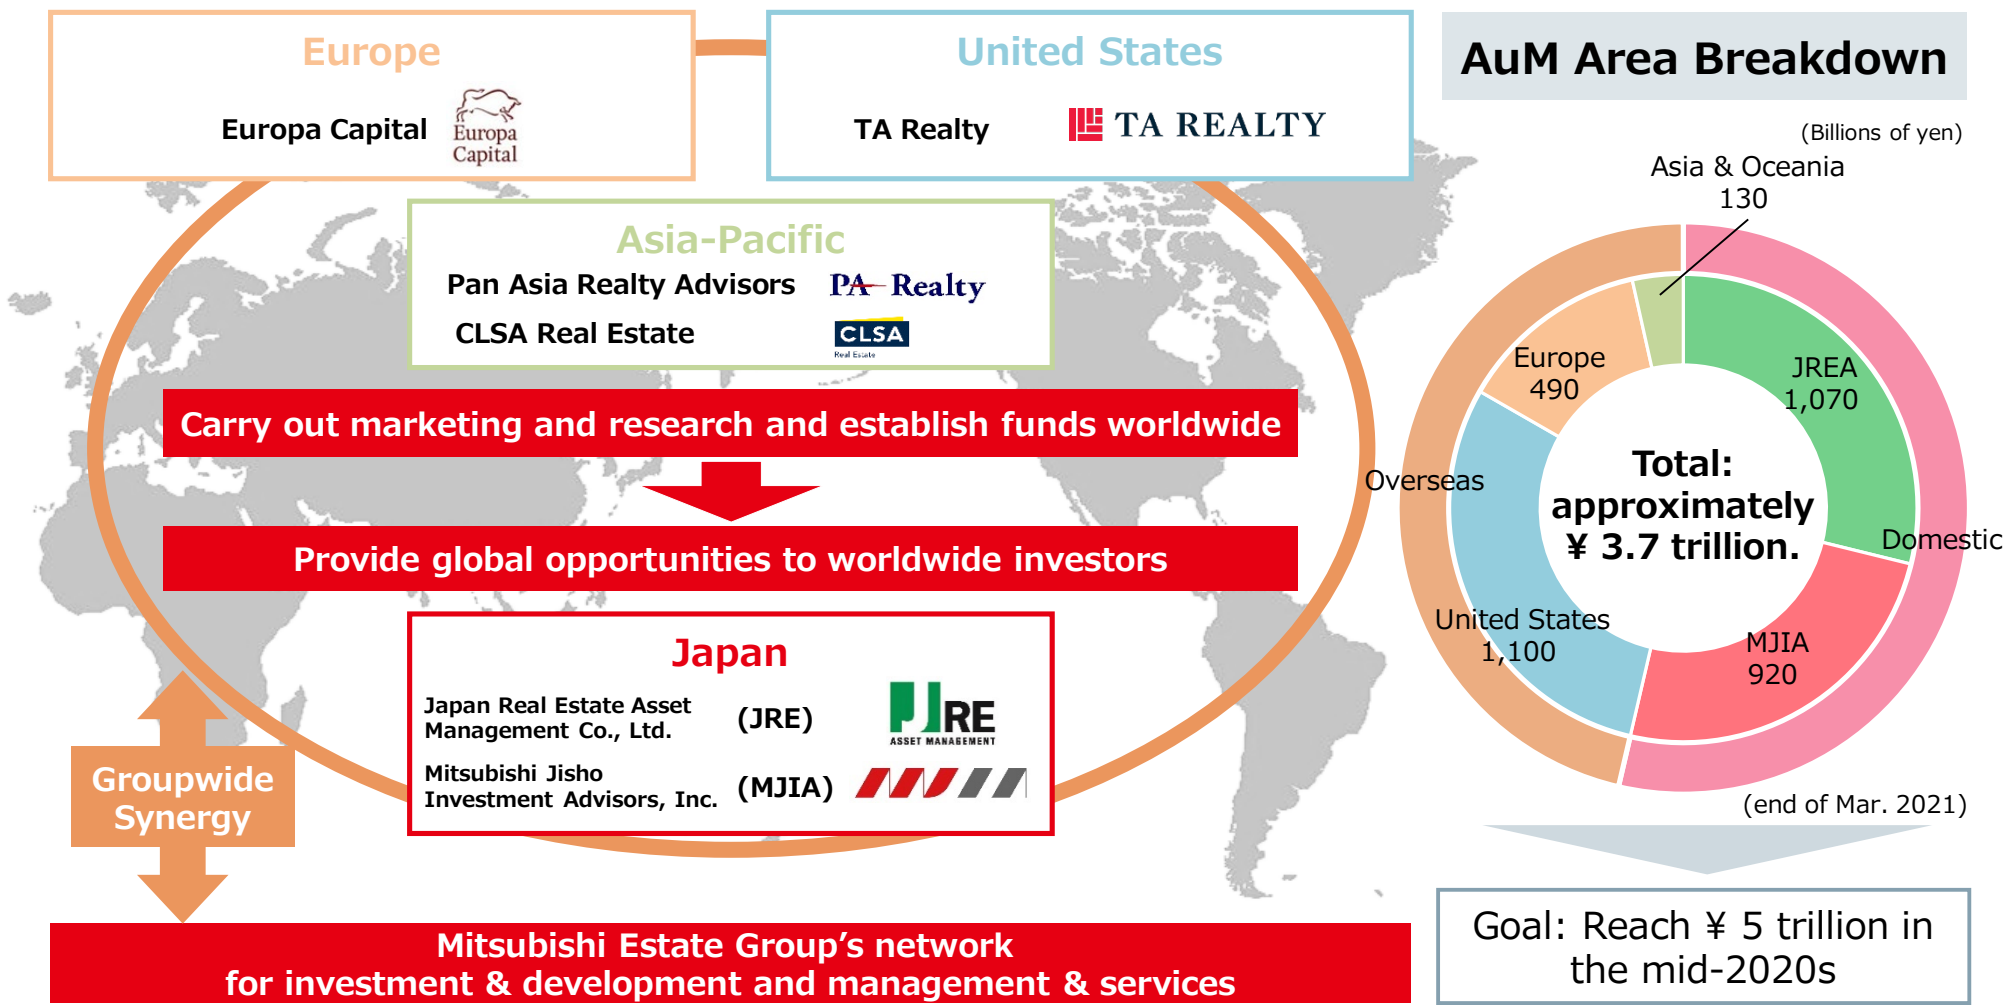 Europe
Europa Capital
Europa
Capital
United States
TA Realty
TA REALTY
Asia-Pacific
Pan Asia Realty Advisors
PA Realty
CLSA Real Estate
CLSA
Real Estate
Carry out marketing and research and establish funds worldwide
Provide global opportunities to worldwide investors
Japan
Japan Real Estate Asset
Management Co., Ltd.
(JRE)
JRE
ASSET MANAGEMENT
Mitsubishi Jisho
Investment Advisors, Inc.
(MJIA)
Groupwide
Synergy
Mitsubishi Estate Group’s network
for investment & development and management & services
AuM Area Breakdown
(Billions of yen)
Asia & Oceania
130
Europe
490
JREA
1,070
Overseas
Total:
approximately
¥ 3.7 trillion.
Domestic
United States
1,100
MJIA
920
(end of Mar. 2021)
Goal: Reach ¥ 5 trillion in
the mid-2020s